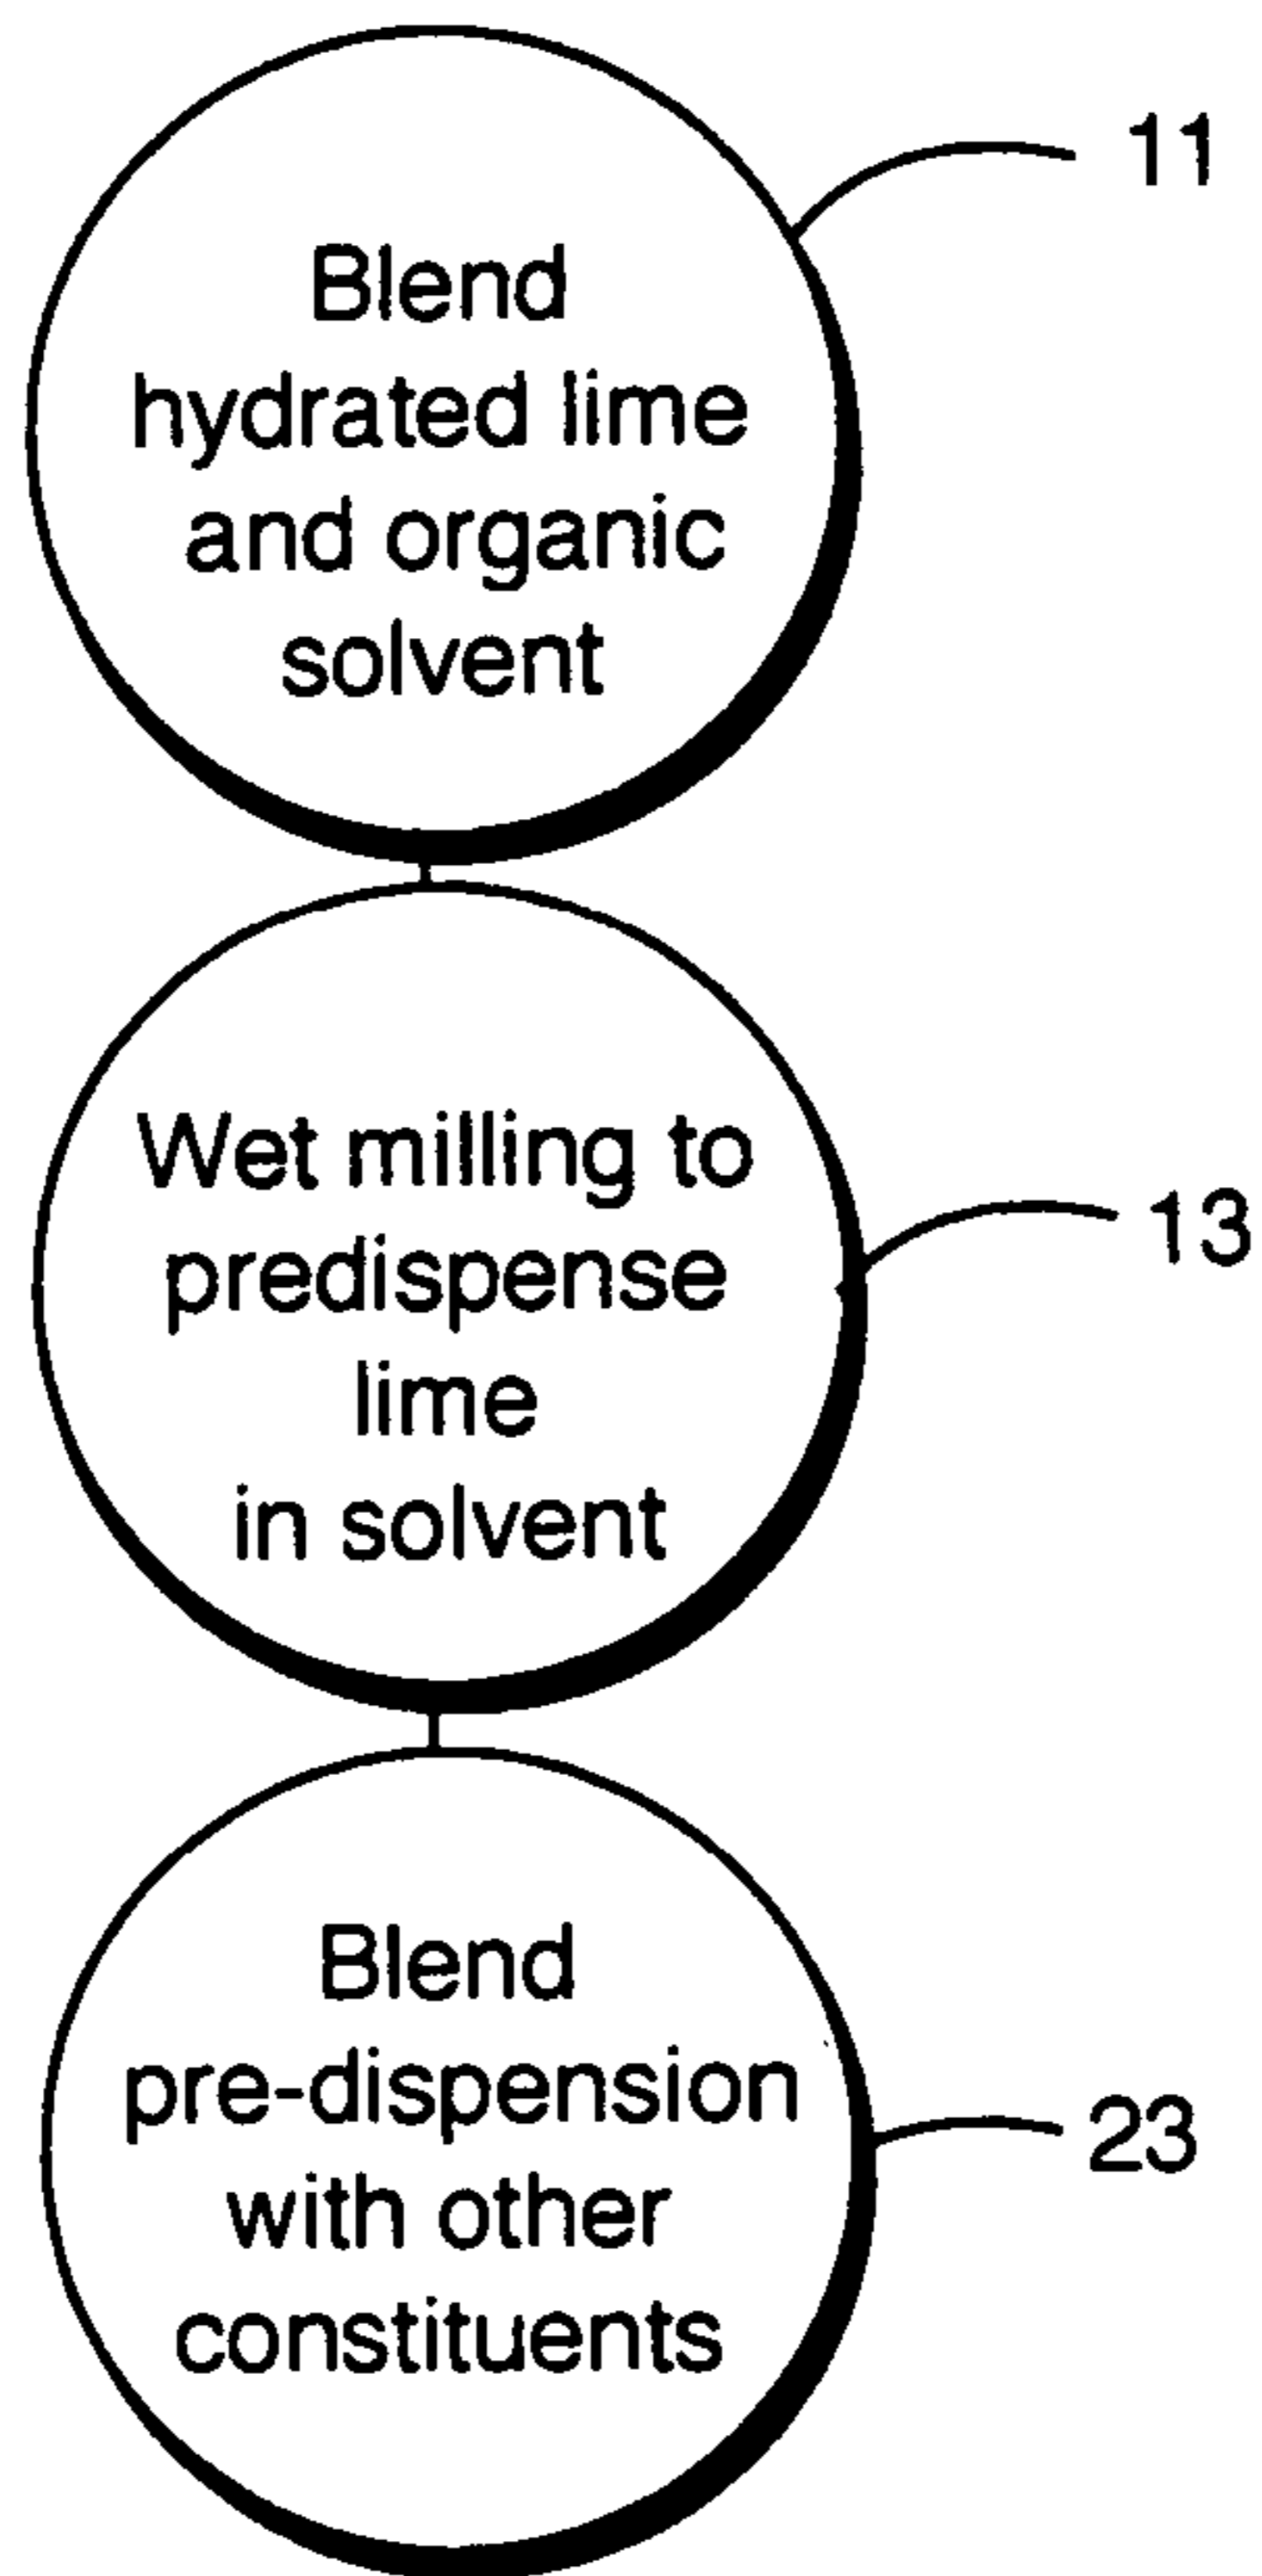 11
Blend
hydrated lime
and organic
solvent
Wet milling to
predispense
lime
in solvent
13
Blend
pre-dispension
with other
constituents
23